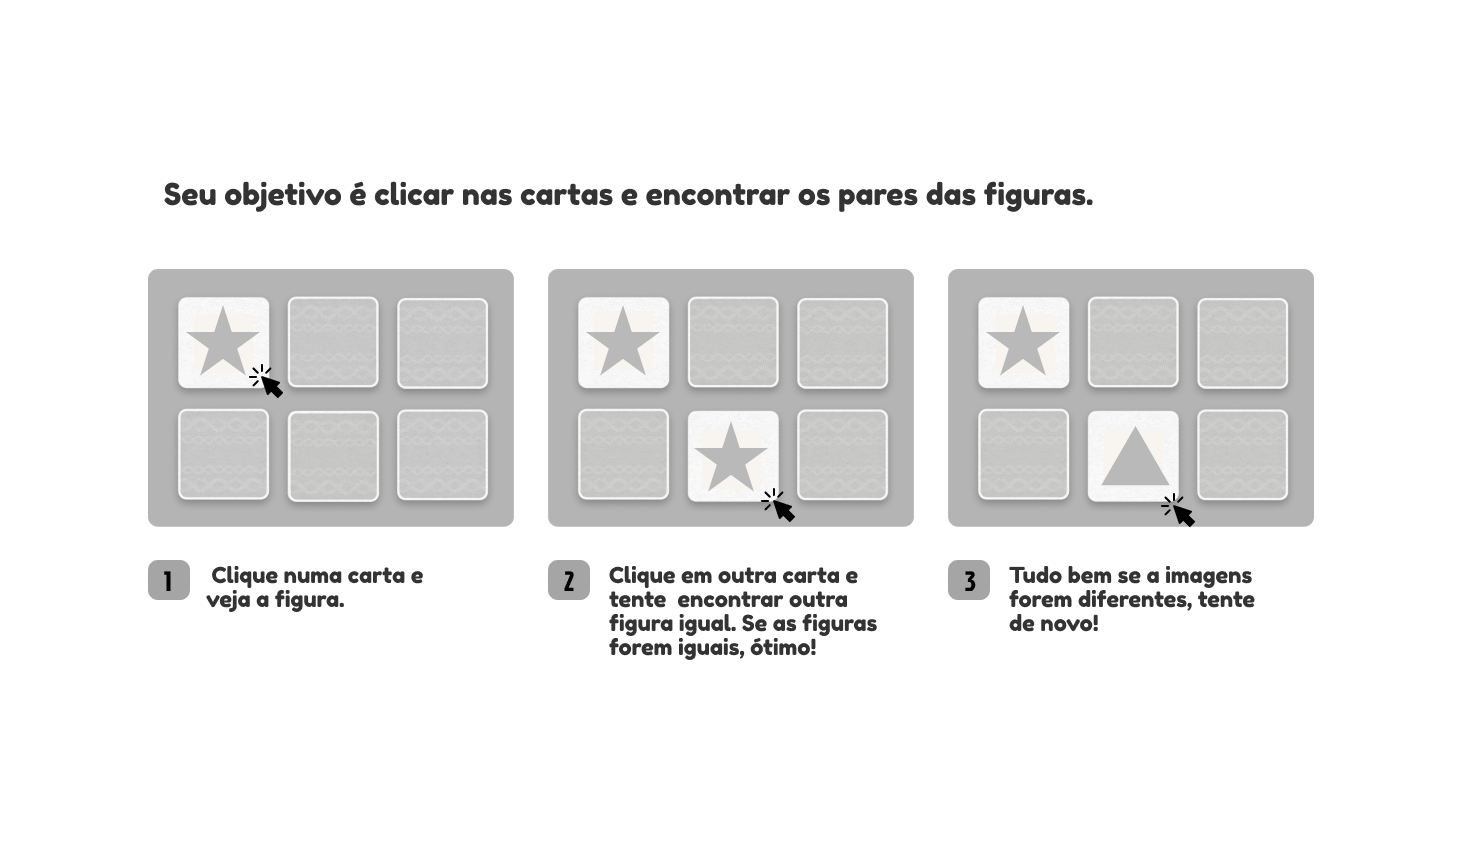 Seu objetivo é clicar nas cartas e encontrar os pares das figuras.
1
Clique numa carta e
veja a figura.
2
Clique em outra carta e
tente encontrar outra
figura igual. Se as figuras
forem iguais, ótimo!
3
Tudo bem se a imagens
forem diferentes, tente
de novo!